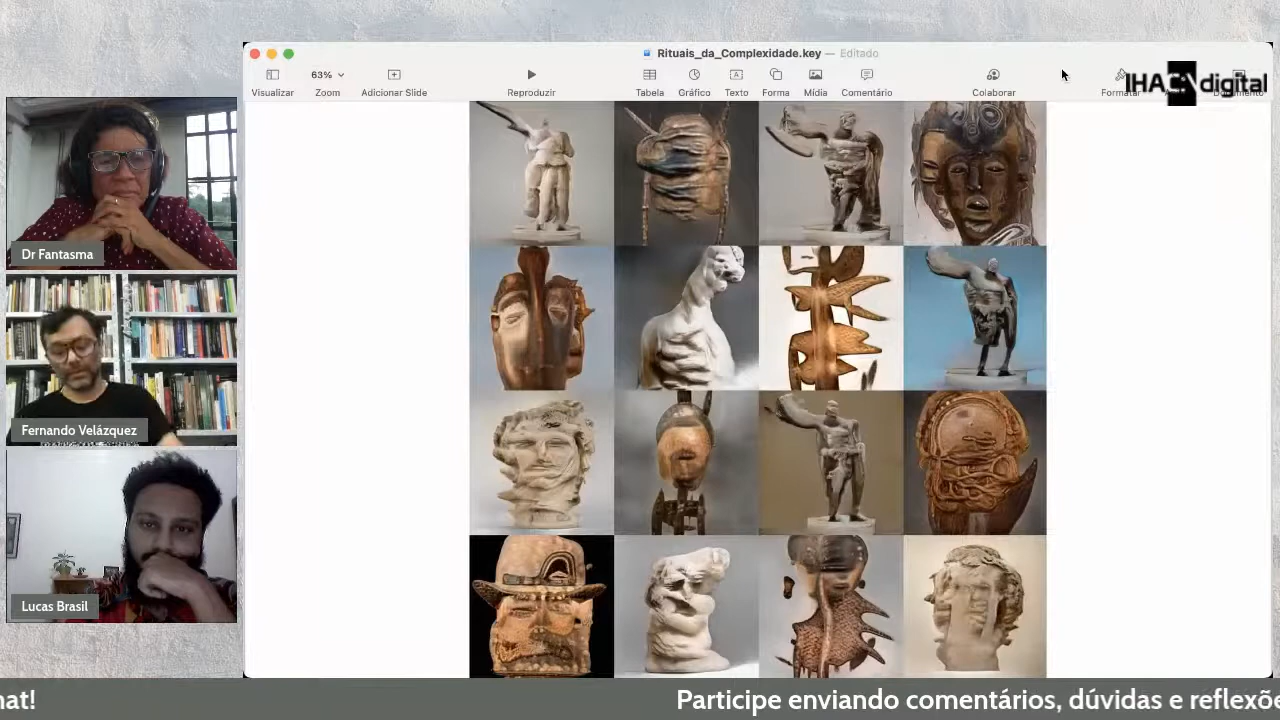 Rituais_da_Complexidade.key — Editado
63%
Visualizar
Zoom
Adicionar Slide
Reproduzir
Tabela
Gráfico
Texto
Forma
Mídia
Comentário
Colaborar
Formatar
IHAC digital
Dr Fantasma
Fernando Velázquez
Lucas Brasil
hat! Participe enviando comentários, dúvidas e reflexõe